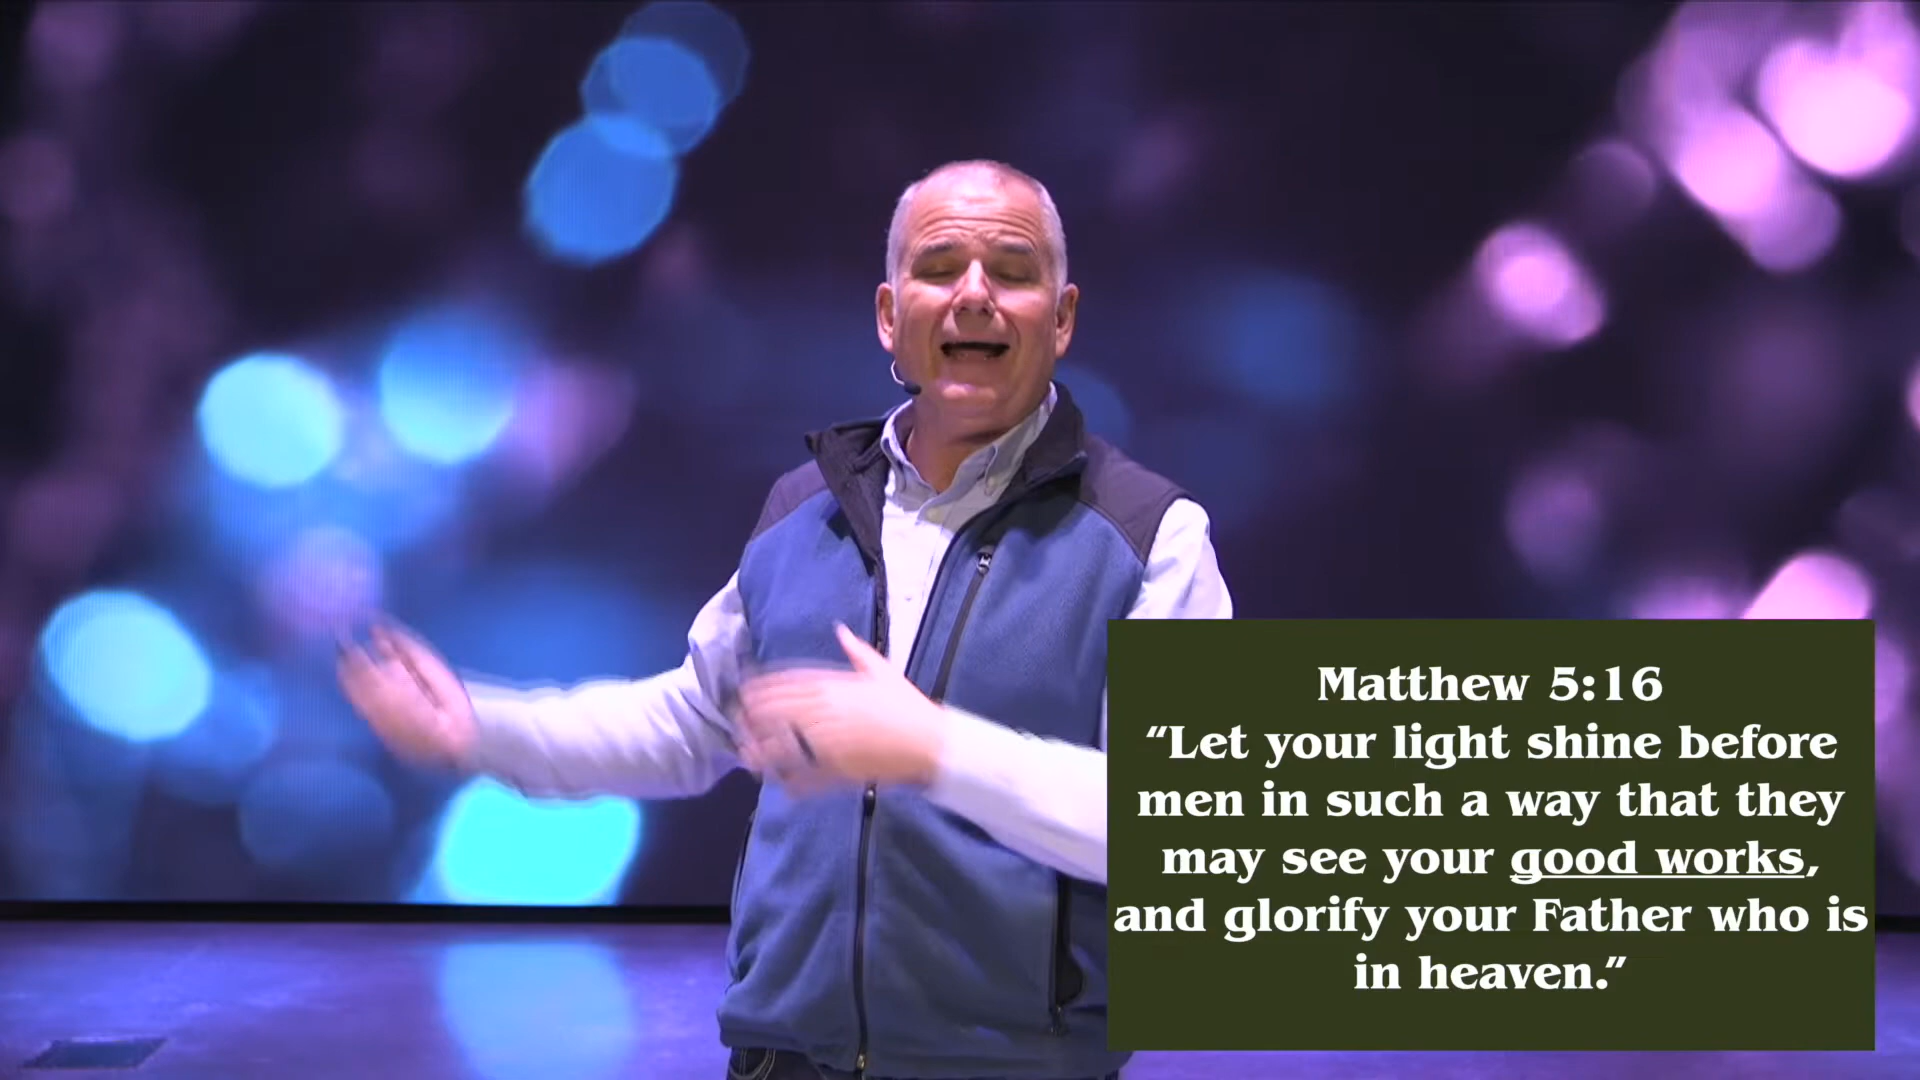 Matthew 5:16
“Let your light shine before
men in such a way that they
may see your good works,
and glorify your Father who is
in heaven.”